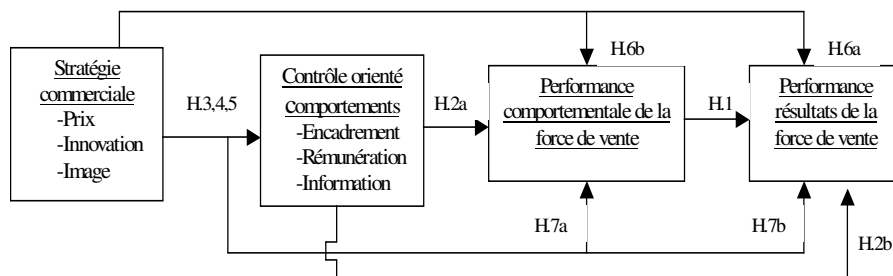 Stratégie
commerciale
-Prix
-Innovation
-Image
H.3,4,5
Contrôle orienté
comportements
-Encadrement
-Rémunération
-Information
H.2a
H.6b
Performance
comportementale de la
force de vente
H.1
H.6a
Performance
résultats de la
force de vente
H.7a
H.7b
H.2b